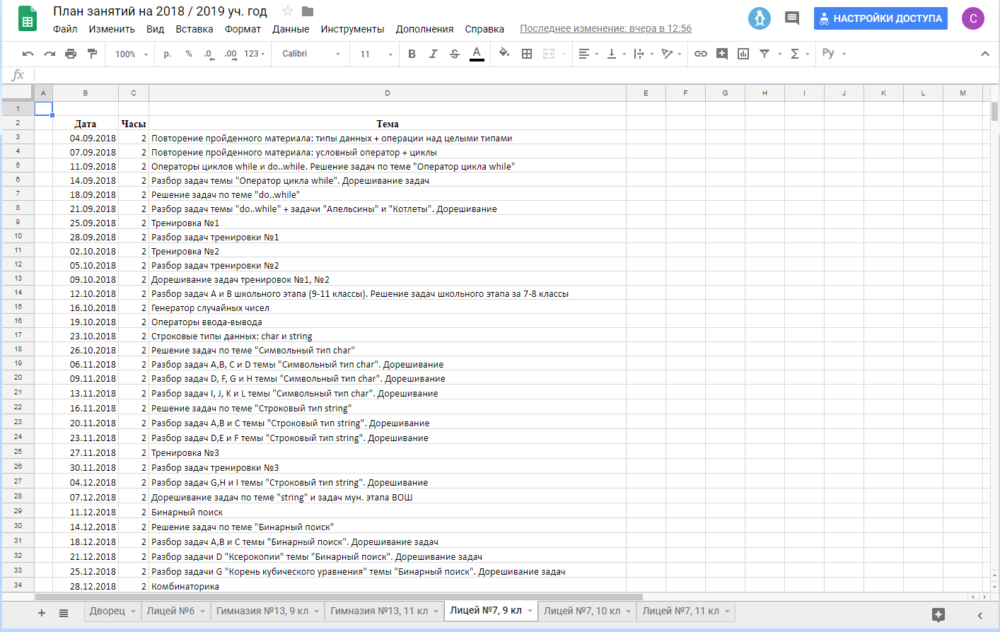 План занятий на 2018 / 2019 уч. год
Файл Изменить Вид Вставка Формат Данные Инструменты Дополнения Справка Последнее изменение: вчера в 12:56
НАСТРОЙКИ ДОСТУПА
С
100% р. % .0 .00 123 Calibri 11 B I S A Σ Ру
fx
A B C D E F G H I J K L M
1
2 Дата Часы Тема
3 04.09.2018 2 Повторение пройденного материала: типы данных + операции над целыми типами
4 07.09.2018 2 Повторение пройденного материала: условный оператор + циклы
5 11.09.2018 2 Операторы циклов while и do..while. Решение задач по теме "Оператор цикла while"
6 14.09.2018 2 Разбор задач темы "Оператор цикла while". Дорешивание задач
7 18.09.2018 2 Решение задач по теме "do..while"
8 21.09.2018 2 Разбор задач темы "do..while" + задачи "Апельсины" и "Котлеты". Дорешивание
9 25.09.2018 2 Тренировка №1
10 28.09.2018 2 Разбор задач тренировки №1
11 02.10.2018 2 Тренировка №2
12 05.10.2018 2 Разбор задач тренировки №2
13 09.10.2018 2 Дорешивание задач тренировок №1, №2
14 12.10.2018 2 Разбор задач А и В школьного этапа (9-11 классы). Решение задач школьного этапа за 7-8 классы
15 16.10.2018 2 Генератор случайных чисел
16 19.10.2018 2 Операторы ввода-вывода
17 23.10.2018 2 Строковые типы данных: char и string
18 26.10.2018 2 Решение задач по теме "Символьный тип char"
19 06.11.2018 2 Разбор задач A,B, C и D темы "Символьный тип char". Дорешивание
20 09.11.2018 2 Разбор задач D, F, G и H темы "Символьный тип char". Дорешивание
21 13.11.2018 2 Разбор задач I, J, K и L темы "Символьный тип char". Дорешивание
22 16.11.2018 2 Решение задач по теме "Строковый тип string"
23 20.11.2018 2 Разбор задач A,B и C темы "Строковый тип string". Дорешивание
24 23.11.2018 2 Разбор задач D,E и F темы "Строковый тип string". Дорешивание
25 27.11.2018 2 Тренировка №3
26 30.11.2018 2 Разбор задач тренировки №3
27 04.12.2018 2 Разбор задач G,H и I темы "Строковый тип string". Дорешивание
28 07.12.2018 2 Дорешивание задач по теме "string" и задач мун. этапа ВОШ
29 11.12.2018 2 Бинарный поиск
30 14.12.2018 2 Решение задач по теме "Бинарный поиск"
31 18.12.2018 2 Разбор задач A,B и C темы "Бинарный поиск". Дорешивание задач
32 21.12.2018 2 Разбор задачи D "Ксерокопии" темы "Бинарный поиск". Дорешивание задач
33 25.12.2018 2 Разбор задачи G "Корень кубического уравнения" темы "Бинарный поиск". Дорешивание задач
34 28.12.2018 2 Комбинаторика
Дворец Лицей №6 Гимназия №13, 9 кл Гимназия №13, 11 кл Лицей №7, 9 кл Лицей №7, 10 кл Лицей №7, 11 кл